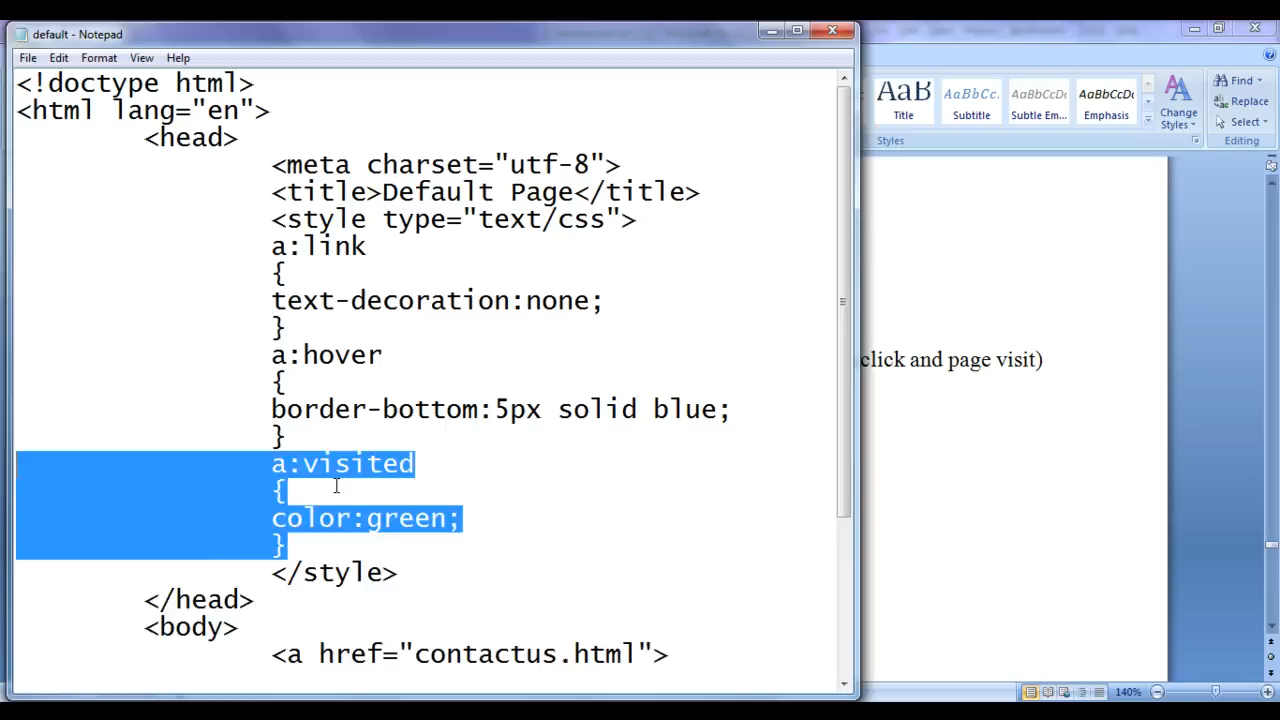 default - Notepad
File Edit Format View Help
<!doctype html>
<html lang="en">
<head>
<meta charset="utf-8">
<title>Default Page</title>
<style type="text/css">
a:link
{
text-decoration:none;
}
a:hover
{
border-bottom:5px solid blue;
}
a:visited
{
color:green;
}
</style>
</head>
<body>
<a href="contactus.html">
AaB AaBbCc. AaBbCcDc AaBbCcDc
Title Subtitle Subtle Em... Emphasis
Change Styles
Styles
Find
Replace
Select
Editing
click and page visit)
140%